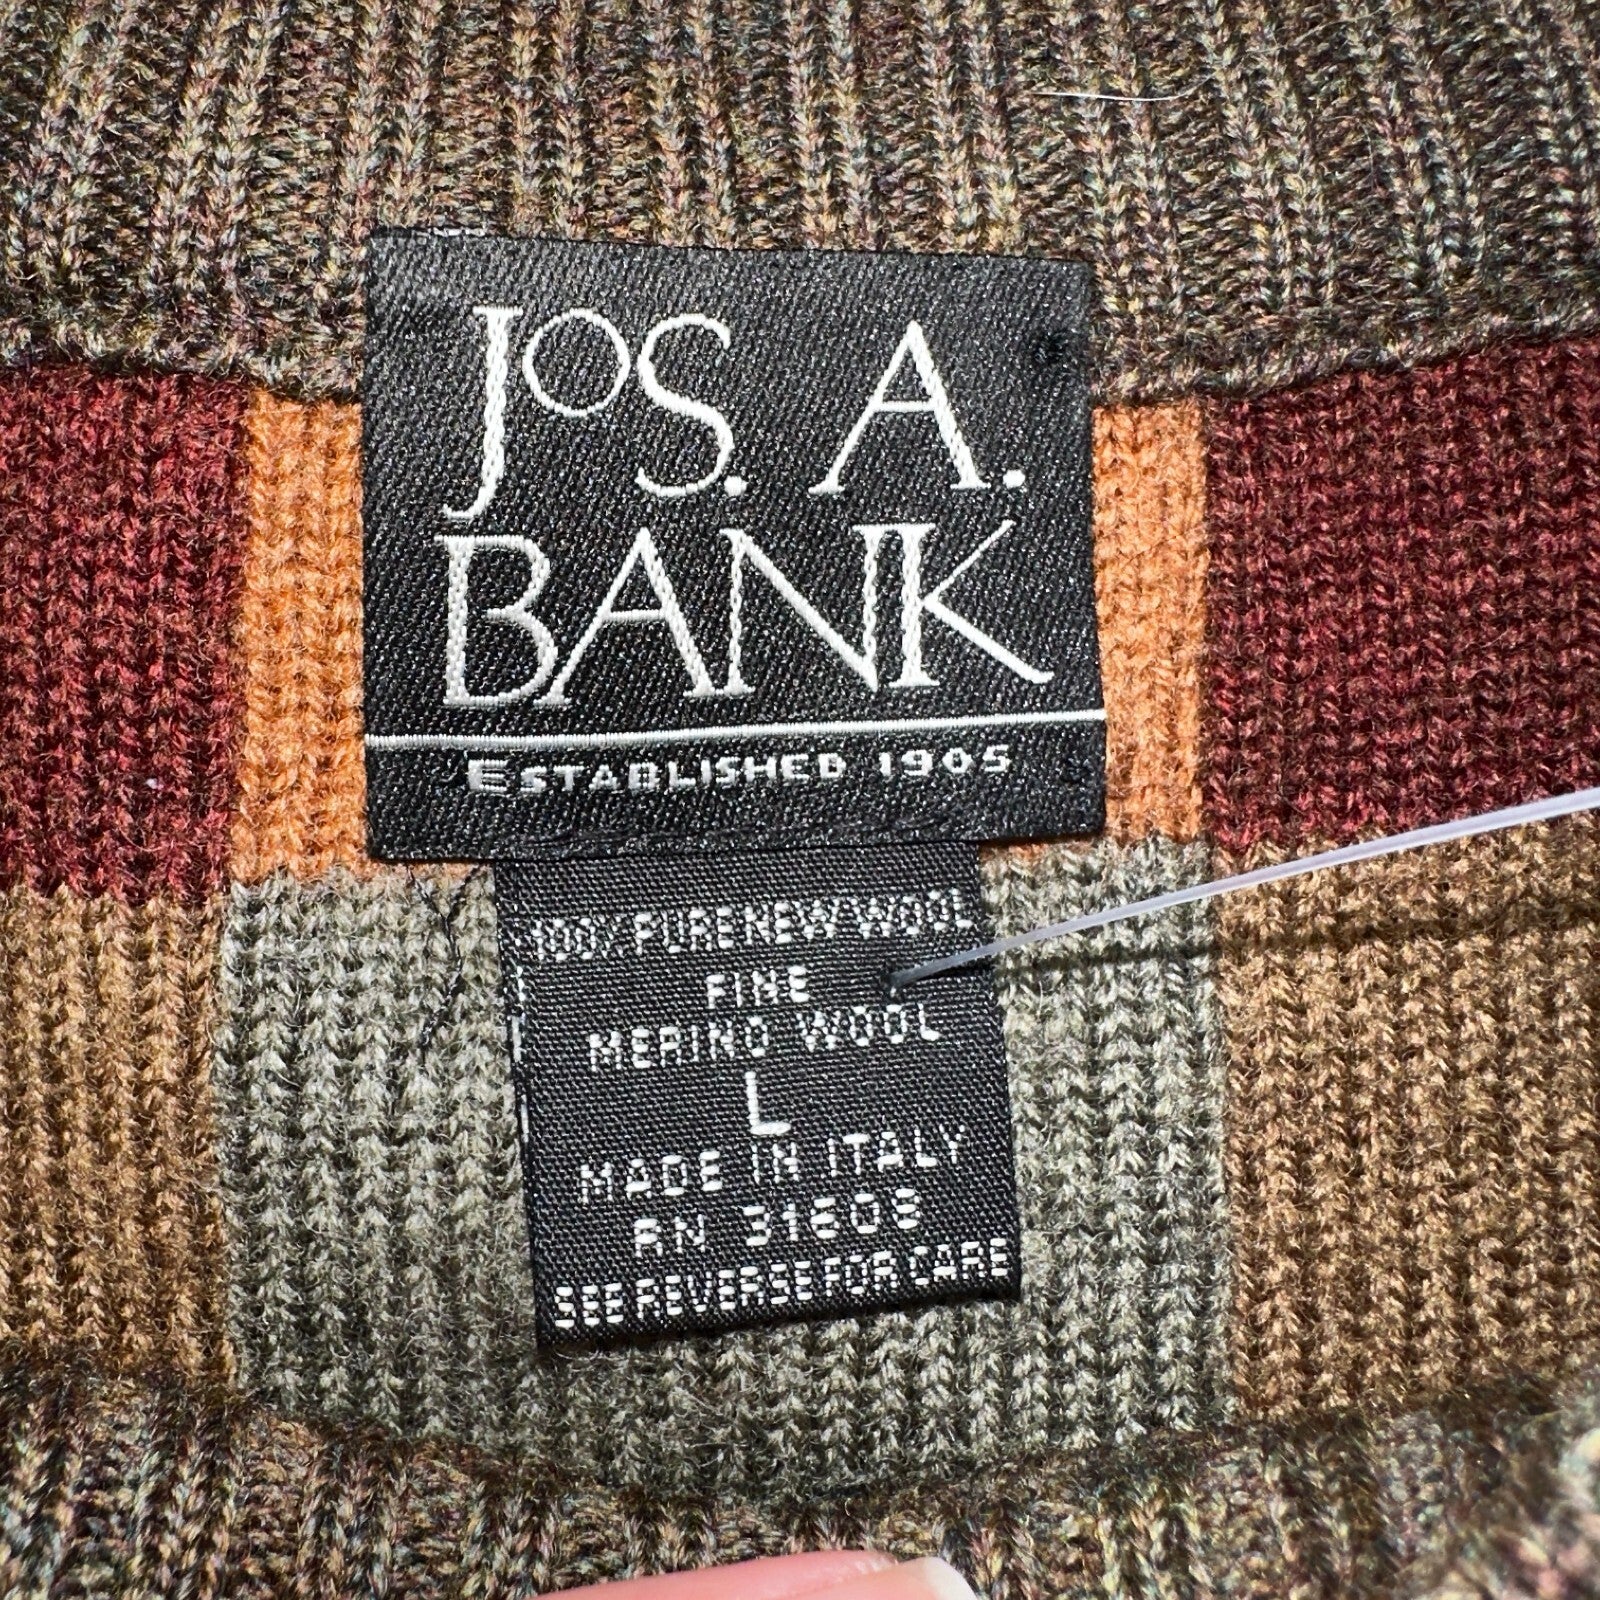 JOS. A.
BANK
ESTABLISHED 1905
100% PURE NEW WOOL
FINE
MERINO WOOL
L
MADE IN ITALY
RN 31608
SEE REVERSE FOR CARE